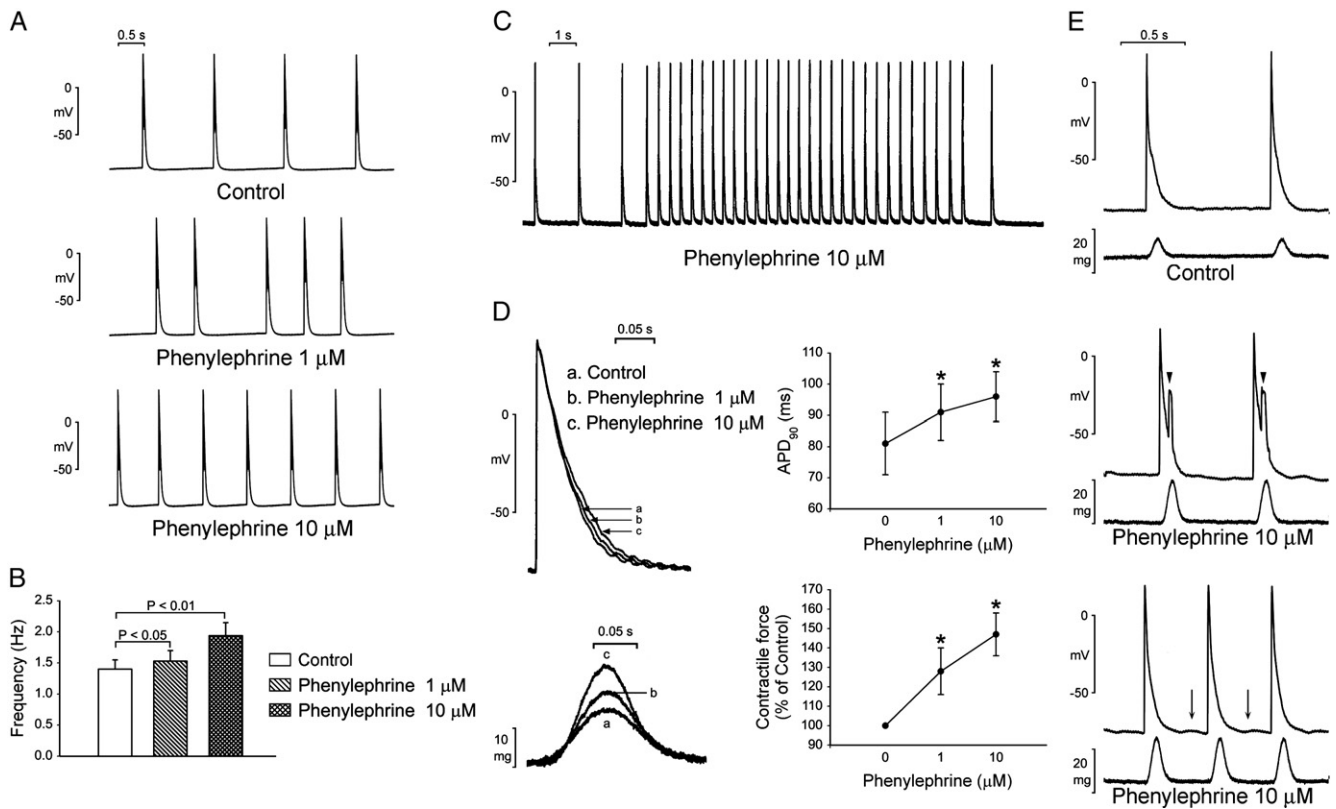 A
0.5 s
0
mV
-50
Control
0
mV
-50
Phenylephrine 1 μM
0
mV
-50
Phenylephrine 10 μM
B
Frequency (Hz)
2.5
2.0
1.5
1.0
0.5
0.0
P < 0.01
P < 0.05
Control
Phenylephrine 1 μM
Phenylephrine 10 μM
C
1 s
0
mV
-50
Phenylephrine 10 μM
D
0.05 s
a. Control
b. Phenylephrine 1 μM
c. Phenylephrine 10 μM
0
mV
-50
a
b
c
0.05 s
c
b
a
10
mg
APD90 (ms)
110
100
90
80
70
60
*
*
0
1
10
Phenylephrine (μM)
Contractile force
(% of Control)
170
160
150
140
130
120
110
100
90
*
*
0
1
10
Phenylephrine (μM)
E
0.5 s
0
mV
-50
20
mg
Control
0
mV
-50
20
mg
Phenylephrine 10 μM
0
mV
-50
20
mg
Phenylephrine 10 μM